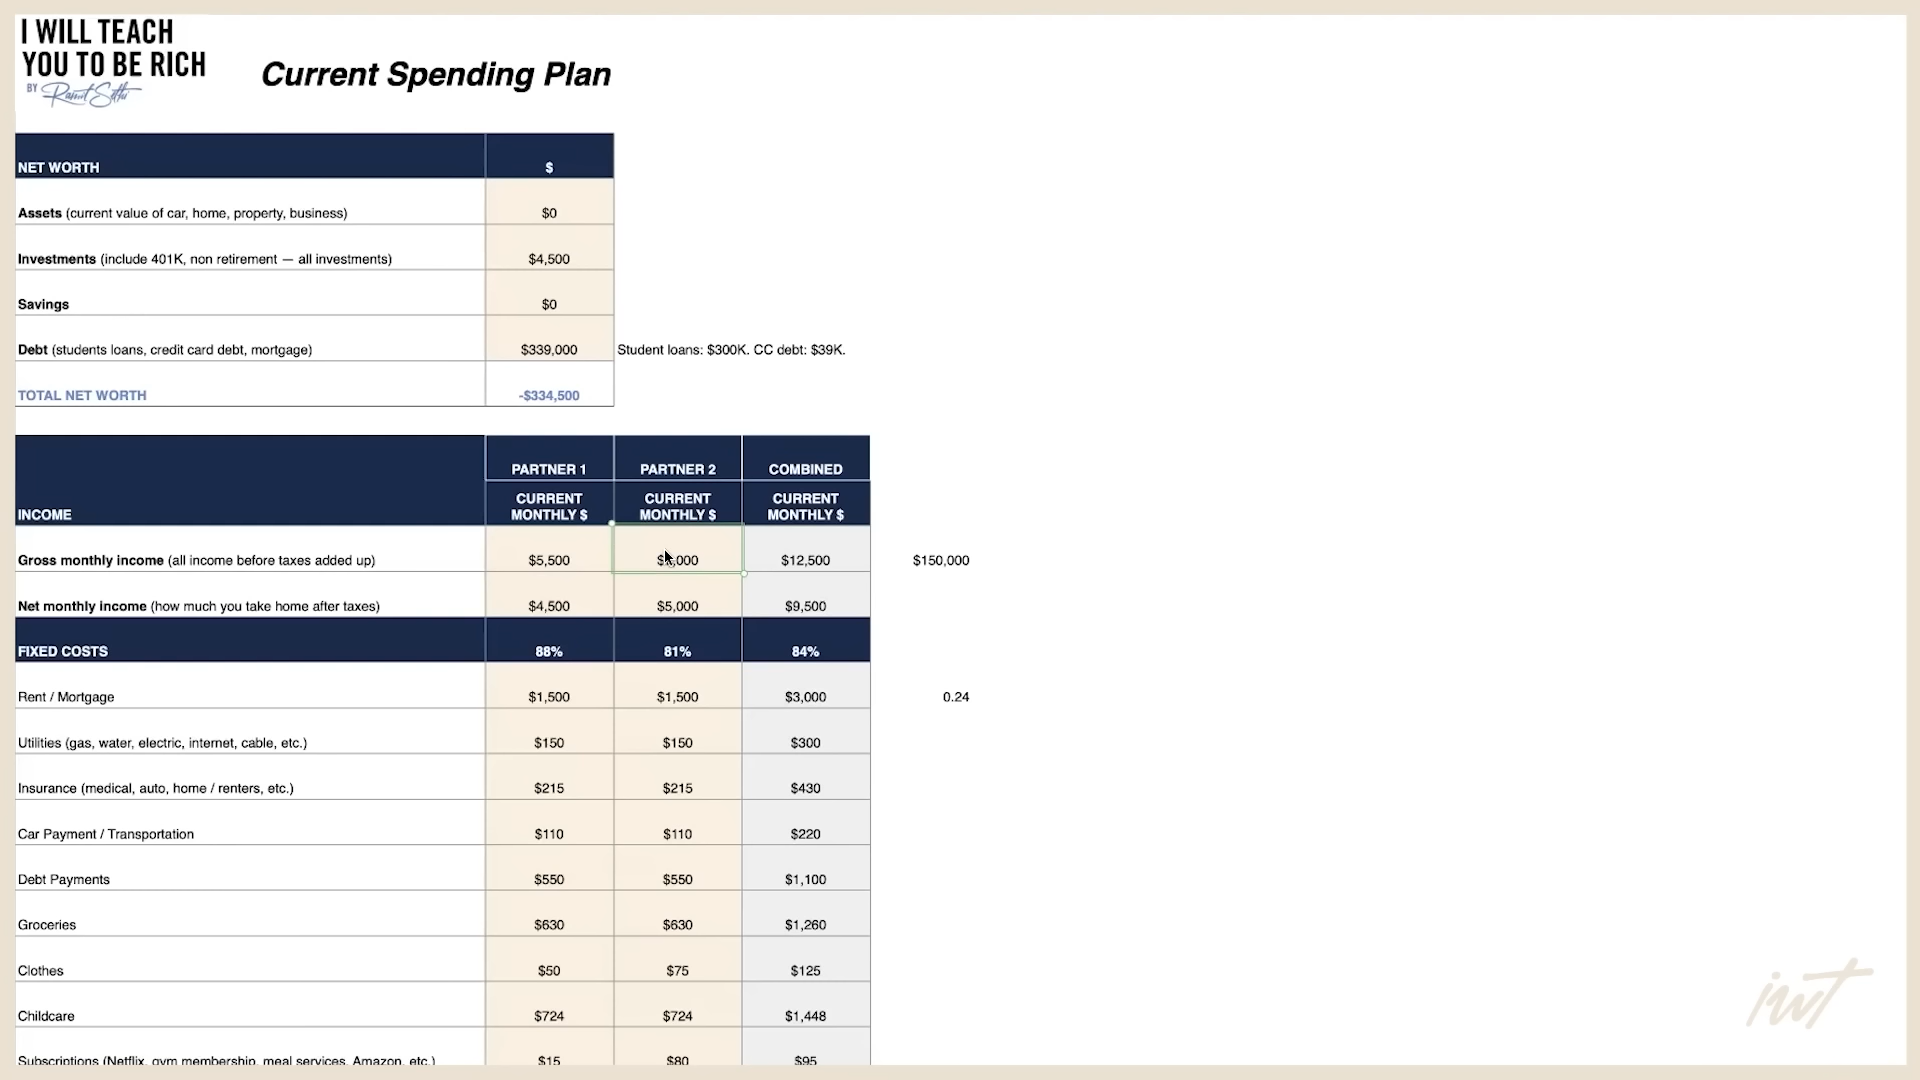 I WILL TEACH
YOU TO BE RICH
BY Ramit Sethi
Current Spending Plan
NET WORTH $
Assets (current value of car, home, property, business) $0
Investments (include 401K, non retirement — all investments) $4,500
Savings $0
Debt (students loans, credit card debt, mortgage) $339,000 Student loans: $300K. CC debt: $39K.
TOTAL NET WORTH -$334,500
PARTNER 1 PARTNER 2 COMBINED
INCOME CURRENT MONTHLY $ CURRENT MONTHLY $ CURRENT MONTHLY $
Gross monthly income (all income before taxes added up) $5,500 $ ,000 $12,500 $150,000
Net monthly income (how much you take home after taxes) $4,500 $5,000 $9,500
FIXED COSTS 88% 81% 84%
Rent / Mortgage $1,500 $1,500 $3,000 0.24
Utilities (gas, water, electric, internet, cable, etc.) $150 $150 $300
Insurance (medical, auto, home / renters, etc.) $215 $215 $430
Car Payment / Transportation $110 $110 $220
Debt Payments $550 $550 $1,100
Groceries $630 $630 $1,260
Clothes $50 $75 $125
Childcare $724 $724 $1,448
Subscriptions (Netflix, gym membership, meal services, Amazon, etc.) $15 $80 $95
iwt